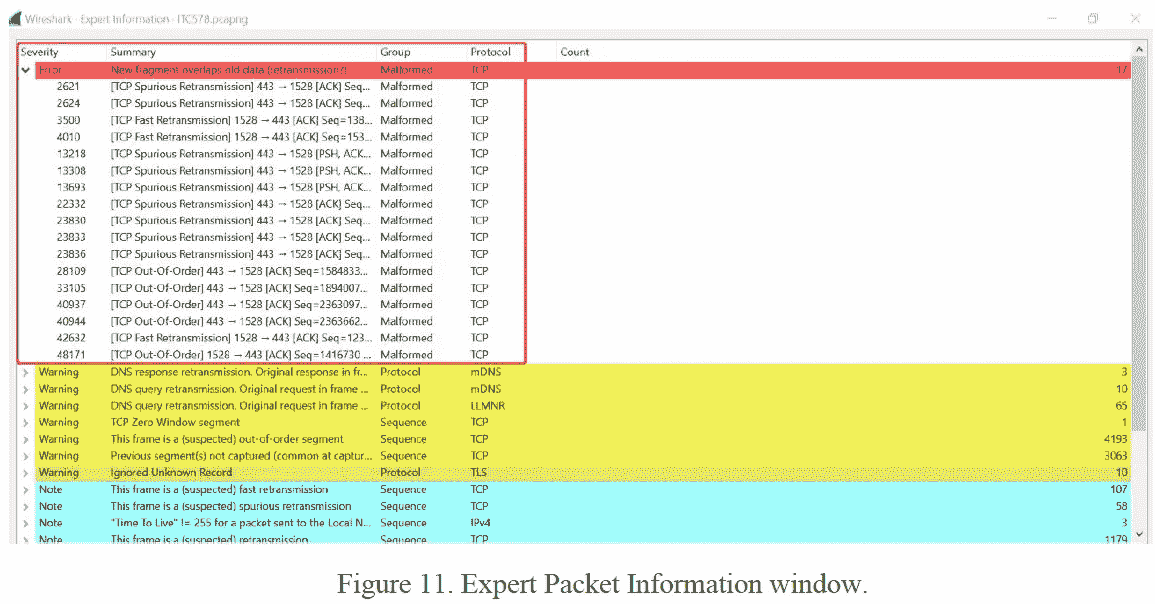 Wireshark · Expert Information · ITC578.pcapng
Severity Summary Group Protocol Count
Error New fragment overlaps old data (retransmission?) Malformed TCP 17
2621 [TCP Spurious Retransmission] 443 → 1528 [ACK] Seq... Malformed TCP
2624 [TCP Spurious Retransmission] 443 → 1528 [ACK] Seq... Malformed TCP
3500 [TCP Fast Retransmission] 1528 → 443 [ACK] Seq=138... Malformed TCP
4010 [TCP Fast Retransmission] 1528 → 443 [ACK] Seq=153... Malformed TCP
13218 [TCP Spurious Retransmission] 443 → 1528 [PSH, ACK... Malformed TCP
13308 [TCP Spurious Retransmission] 443 → 1528 [PSH, ACK... Malformed TCP
13693 [TCP Spurious Retransmission] 443 → 1528 [PSH, ACK... Malformed TCP
22332 [TCP Spurious Retransmission] 443 → 1528 [ACK] Seq... Malformed TCP
23830 [TCP Spurious Retransmission] 443 → 1528 [ACK] Seq... Malformed TCP
23833 [TCP Spurious Retransmission] 443 → 1528 [ACK] Seq... Malformed TCP
23836 [TCP Spurious Retransmission] 443 → 1528 [ACK] Seq... Malformed TCP
28109 [TCP Out-Of-Order] 443 → 1528 [ACK] Seq=1584833... Malformed TCP
33105 [TCP Out-Of-Order] 443 → 1528 [ACK] Seq=1894007... Malformed TCP
40937 [TCP Out-Of-Order] 443 → 1528 [ACK] Seq=2363097... Malformed TCP
40944 [TCP Out-Of-Order] 443 → 1528 [ACK] Seq=2363662... Malformed TCP
42632 [TCP Fast Retransmission] 1528 → 443 [ACK] Seq=123... Malformed TCP
48171 [TCP Out-Of-Order] 1528 → 443 [ACK] Seq=1416730 ... Malformed TCP
Warning DNS response retransmission. Original response in fr... Protocol mDNS 3
Warning DNS query retransmission. Original request in frame ... Protocol mDNS 10
Warning DNS query retransmission. Original request in frame ... Protocol LLMNR 65
Warning TCP Zero Window segment Sequence TCP 1
Warning This frame is a (suspected) out-of-order segment Sequence TCP 4193
Warning Previous segment(s) not captured (common at captur... Sequence TCP 3063
Warning Ignored Unknown Record Protocol TLS 10
Note This frame is a (suspected) fast retransmission Sequence TCP 107
Note This frame is a (suspected) spurious retransmission Sequence TCP 58
Note "Time To Live" != 255 for a packet sent to the Local N... Sequence IPv4 3
Note This frame is a (suspected) retransmission Sequence TCP 1179
Figure 11. Expert Packet Information window.